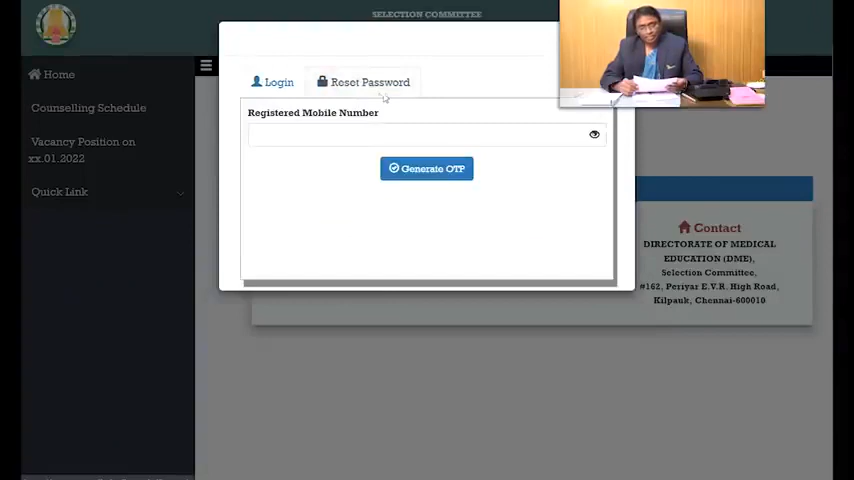 SELECTION COMMITTEE
Home
Counselling Schedule
Vacancy Position on
xx.01.2022
Quick Link
Login
Reset Password
Registered Mobile Number
Generate OTP
Contact
DIRECTORATE OF MEDICAL
EDUCATION (DME),
Selection Committee,
#162, Periyar E.V.R. High Road,
Kilpauk, Chennai-600010